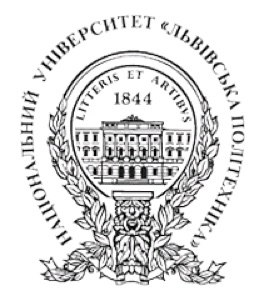 НАЦІОНАЛЬНИЙ УНІВЕРСИТЕТ «ЛЬВІВСЬКА ПОЛІТЕХНІКА»
LITTERIS ET ARTIBUS
1844